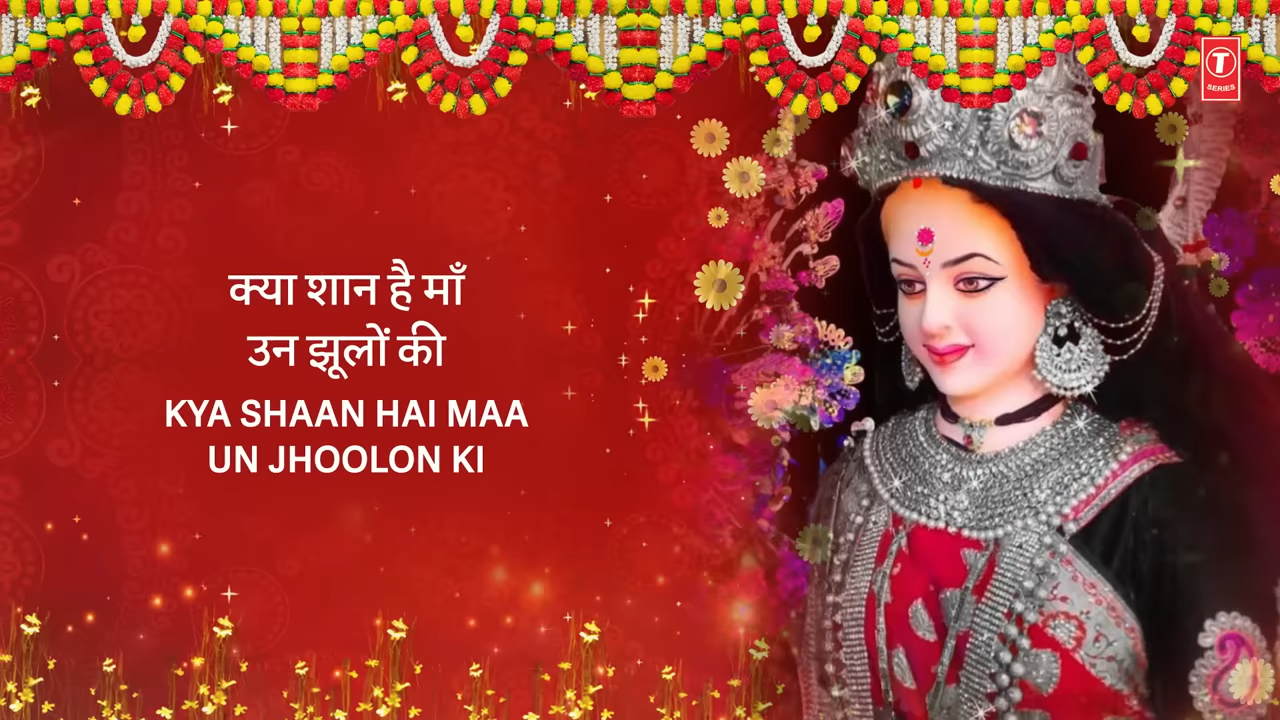 T
SERIES
क्या शान है माँ
उन झूलों की
KYA SHAAN HAI MAA
UN JHOOLON KI